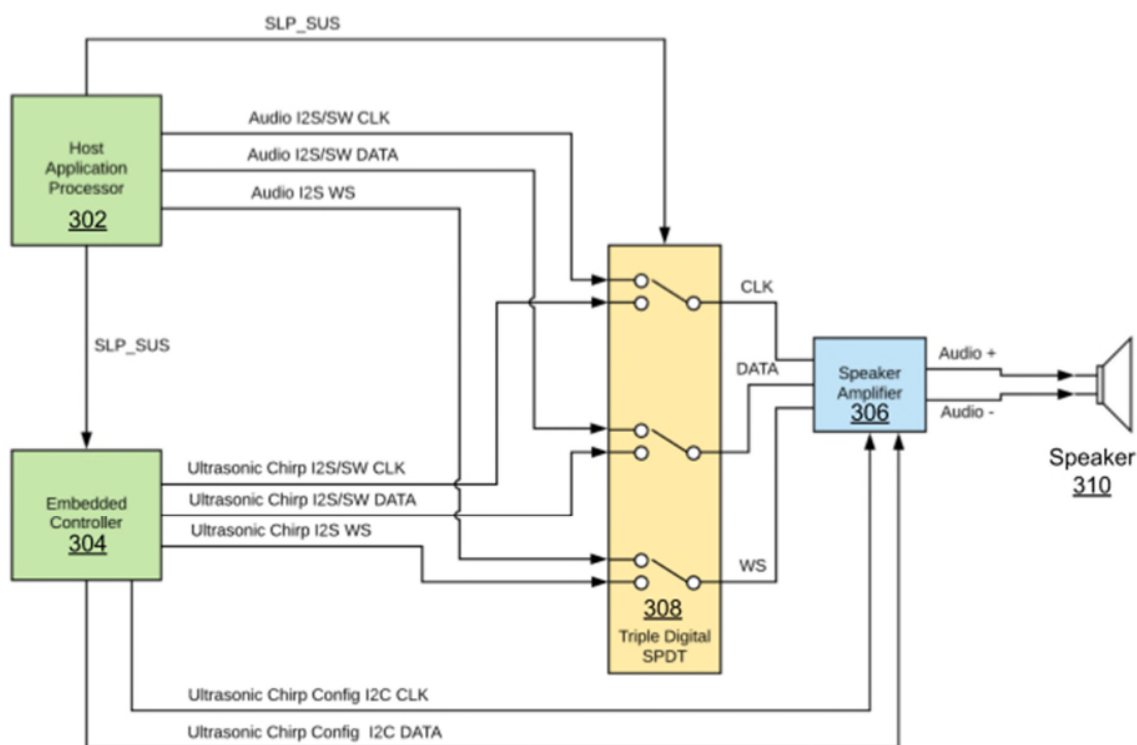 SLP_SUS
Audio I2S/SW CLK
Host
Application
Processor
302
Audio I2S/SW DATA
Audio I2S WS
SLP_SUS
CLK
DATA
Speaker
Amplifier
306
Audio +
Audio -
Speaker
310
Embedded
Controller
304
Ultrasonic Chirp I2S/SW CLK
Ultrasonic Chirp I2S/SW DATA
Ultrasonic Chirp I2S WS
WS
308
Triple Digital
SPDT
Ultrasonic Chirp Config I2C CLK
Ultrasonic Chirp Config I2C DATA